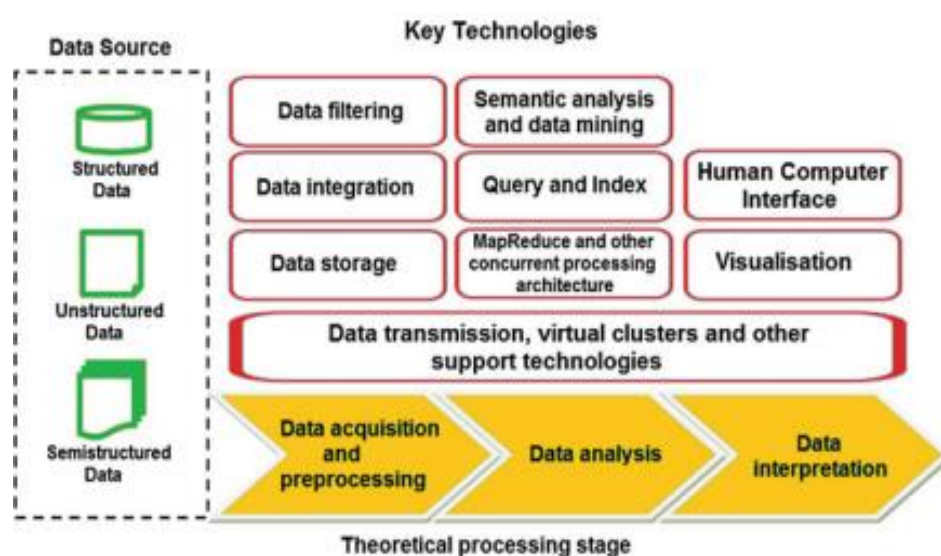 Key Technologies
Data Source
Structured
Data
Unstructured
Data
Semistructured
Data
Data filtering
Semantic analysis
and data mining
Data integration
Query and Index
Human Computer
Interface
Data storage
MapReduce and other
concurrent processing
architecture
Visualisation
Data transmission, virtual clusters and other
support technologies
Data acquisition
and
preprocessing
Data analysis
Data
interpretation
Theoretical processing stage